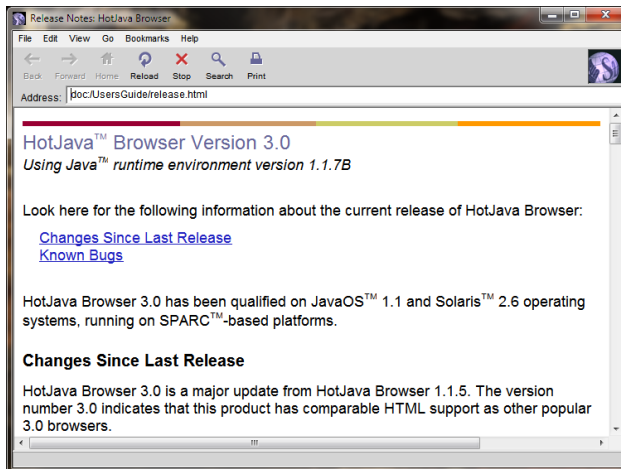 Release Notes: HotJava Browser
File Edit View Go Bookmarks Help
Back Forward Home Reload Stop Search Print
Address: doc:/UsersGuide/release.html
HotJava™ Browser Version 3.0
Using Java™ runtime environment version 1.1.7B
Look here for the following information about the current release of HotJava Browser:
Changes Since Last Release
Known Bugs
HotJava Browser 3.0 has been qualified on JavaOS™ 1.1 and Solaris™ 2.6 operating
systems, running on SPARC™-based platforms.
Changes Since Last Release
HotJava Browser 3.0 is a major update from HotJava Browser 1.1.5. The version
number 3.0 indicates that this product has comparable HTML support as other popular
3.0 browsers.